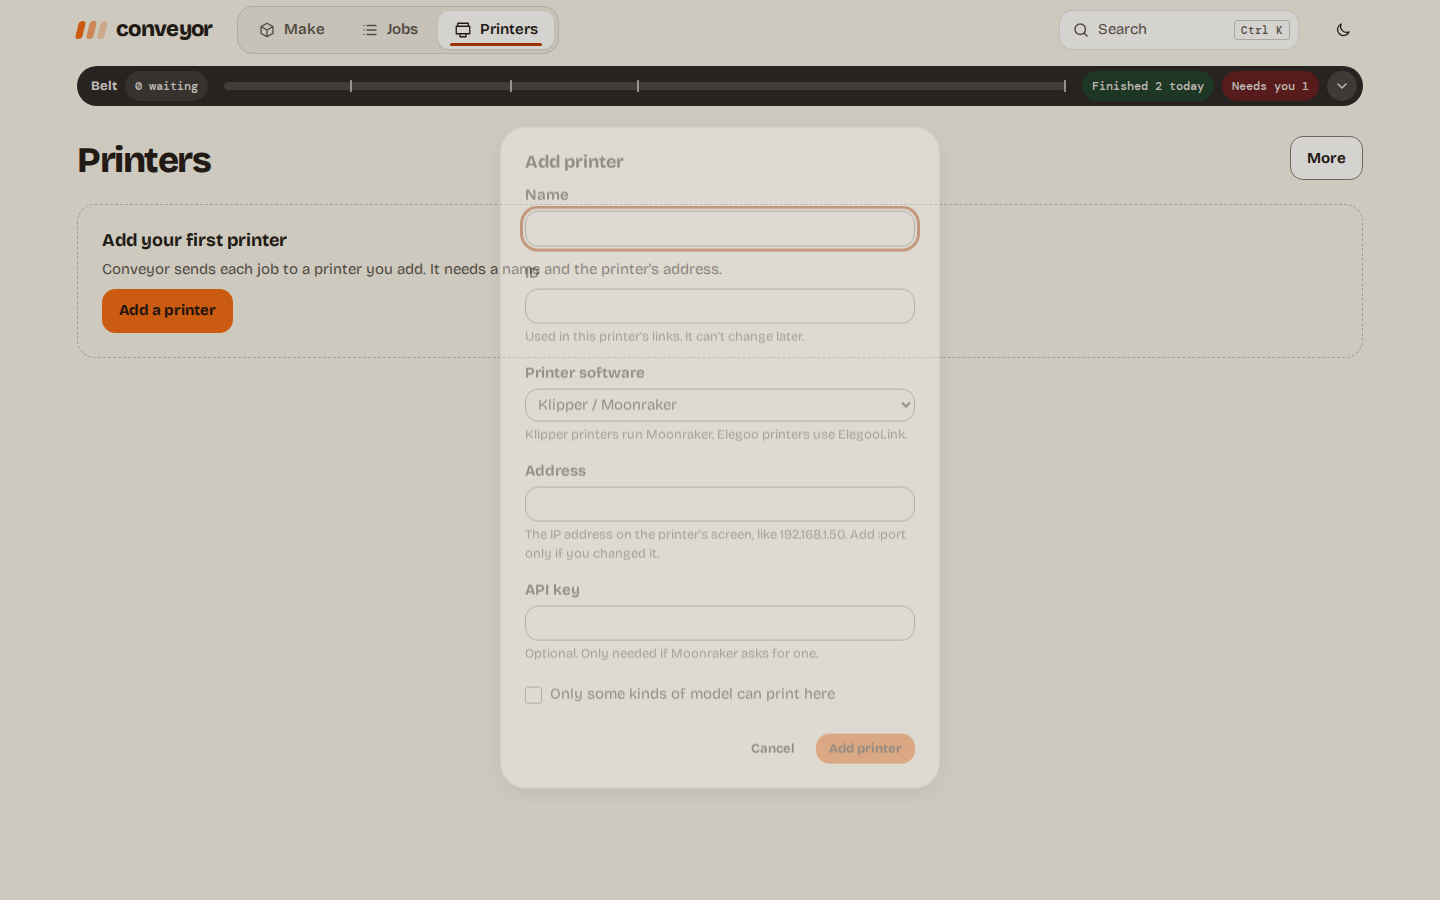 conveyor
Make
Jobs
Printers
Search
Ctrl K
Belt
0 waiting
Finished 2 today
Needs you 1
Printers
More
Add your first printer
Conveyor sends each job to a printer you add. It needs a name and the printer's address.
Add a printer
Add printer
Name
ID
Used in this printer's links. It can't change later.
Printer software
Klipper / Moonraker
Klipper printers run Moonraker. Elegoo printers use ElegooLink.
Address
The IP address on the printer's screen, like 192.168.1.50. Add :port
only if you changed it.
API key
Optional. Only needed if Moonraker asks for one.
Only some kinds of model can print here
Cancel
Add printer